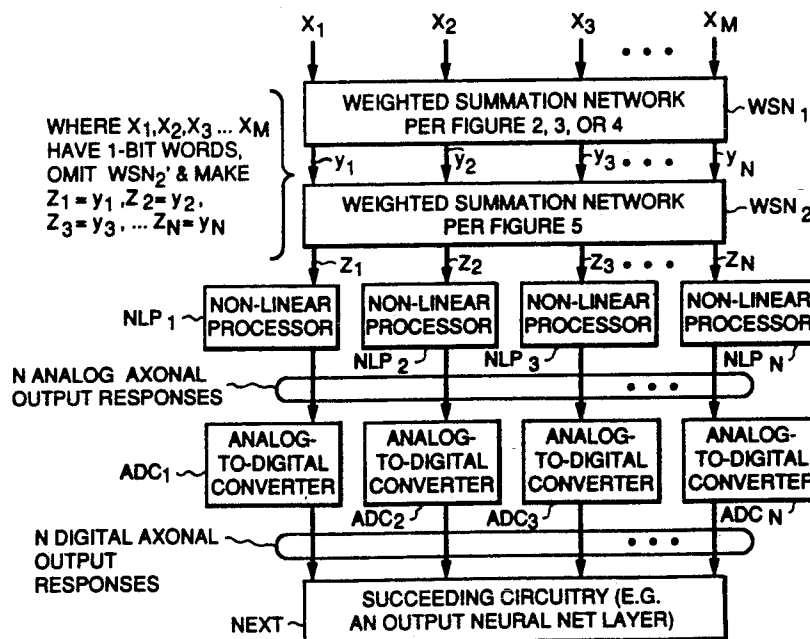 X1 X2 X3 • • • XM
WEIGHTED SUMMATION NETWORK
PER FIGURE 2, 3, OR 4
WSN1
WHERE X1,X2,X3 ... XM
HAVE 1-BIT WORDS,
OMIT WSN2' & MAKE
Z1 = y1 ,Z2 = y2,
Z3 = y3 , ... ZN = yN
y1 y2 y3 • • • yN
WEIGHTED SUMMATION NETWORK
PER FIGURE 5
WSN2
Z1 Z2 Z3 • • • ZN
NON-LINEAR
PROCESSOR
NON-LINEAR
PROCESSOR
NON-LINEAR
PROCESSOR
NON-LINEAR
PROCESSOR
NLP1 NLP2 NLP3 NLPN
N ANALOG AXONAL
OUTPUT RESPONSES
• • •
ANALOG-
TO-DIGITAL
CONVERTER
ANALOG-
TO-DIGITAL
CONVERTER
ANALOG-
TO-DIGITAL
CONVERTER
ANALOG-
TO-DIGITAL
CONVERTER
ADC1 ADC2 ADC3 ADCN
N DIGITAL AXONAL
OUTPUT
RESPONSES
• • •
NEXT
SUCCEEDING CIRCUITRY (E.G.
AN OUTPUT NEURAL NET LAYER)